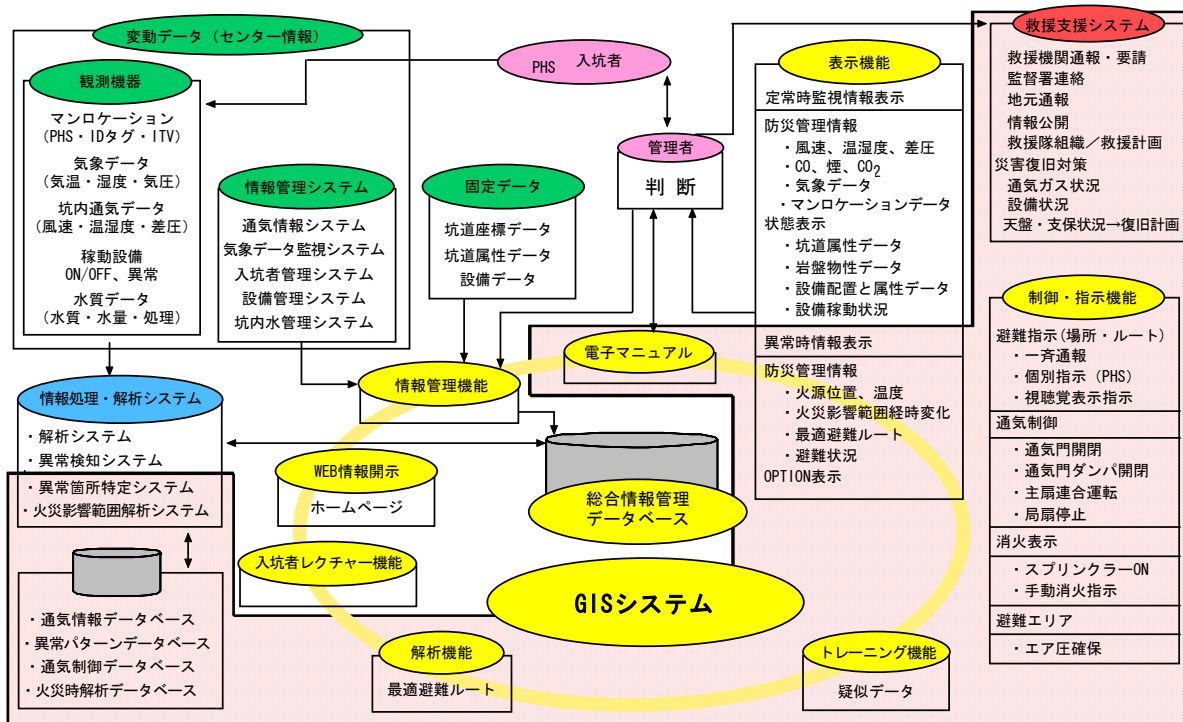 変動データ（センター情報）
観測機器
マンロケーション
(PHS・IDタグ・ITV)
気象データ
(気温・湿度・気圧)
坑内通気データ
(風速・温湿度・差圧)
稼動設備
ON/OFF、異常
水質データ
(水質・水量・処理)
情報管理システム
通気情報システム
気象データ監視システム
入坑者管理システム
設備管理システム
坑内水管理システム
固定データ
坑道座標データ
坑道属性データ
設備データ
PHS 入坑者
管理者
判 断
表示機能
定常時監視情報表示
防災管理情報
・風速、温湿度、差圧
・CO、煙、CO2
・気象データ
・マンロケーションデータ
状態表示
・坑道属性データ
・岩盤物性データ
・設備配置と属性データ
・設備稼動状況
異常時情報表示
防災管理情報
・火源位置、温度
・火災影響範囲経時変化
・最適避難ルート
・避難状況
OPTION表示
救援支援システム
救援機関通報・要請
監督署連絡
地元通報
情報公開
救援隊組織／救援計画
災害復旧対策
通気ガス状況
設備状況
天盤・支保状況→復旧計画
制御・指示機能
避難指示(場所・ルート)
・一斉通報
・個別指示（PHS）
・視聴覚表示指示
通気制御
・通気門開閉
・通気門ダンパ開閉
・主扇連合運転
・局扇停止
消火表示
・スプリンクラーON
・手動消火指示
避難エリア
・エア圧確保
電子マニュアル
情報管理機能
情報処理・解析システム
・解析システム
・異常検知システム
・異常箇所特定システム
・火災影響範囲解析システム
WEB情報開示
ホームページ
総合情報管理
データベース
入坑者レクチャー機能
GISシステム
・通気情報データベース
・異常パターンデータベース
・通気制御データベース
・火災時解析データベース
解析機能
最適避難ルート
トレーニング機能
疑似データ